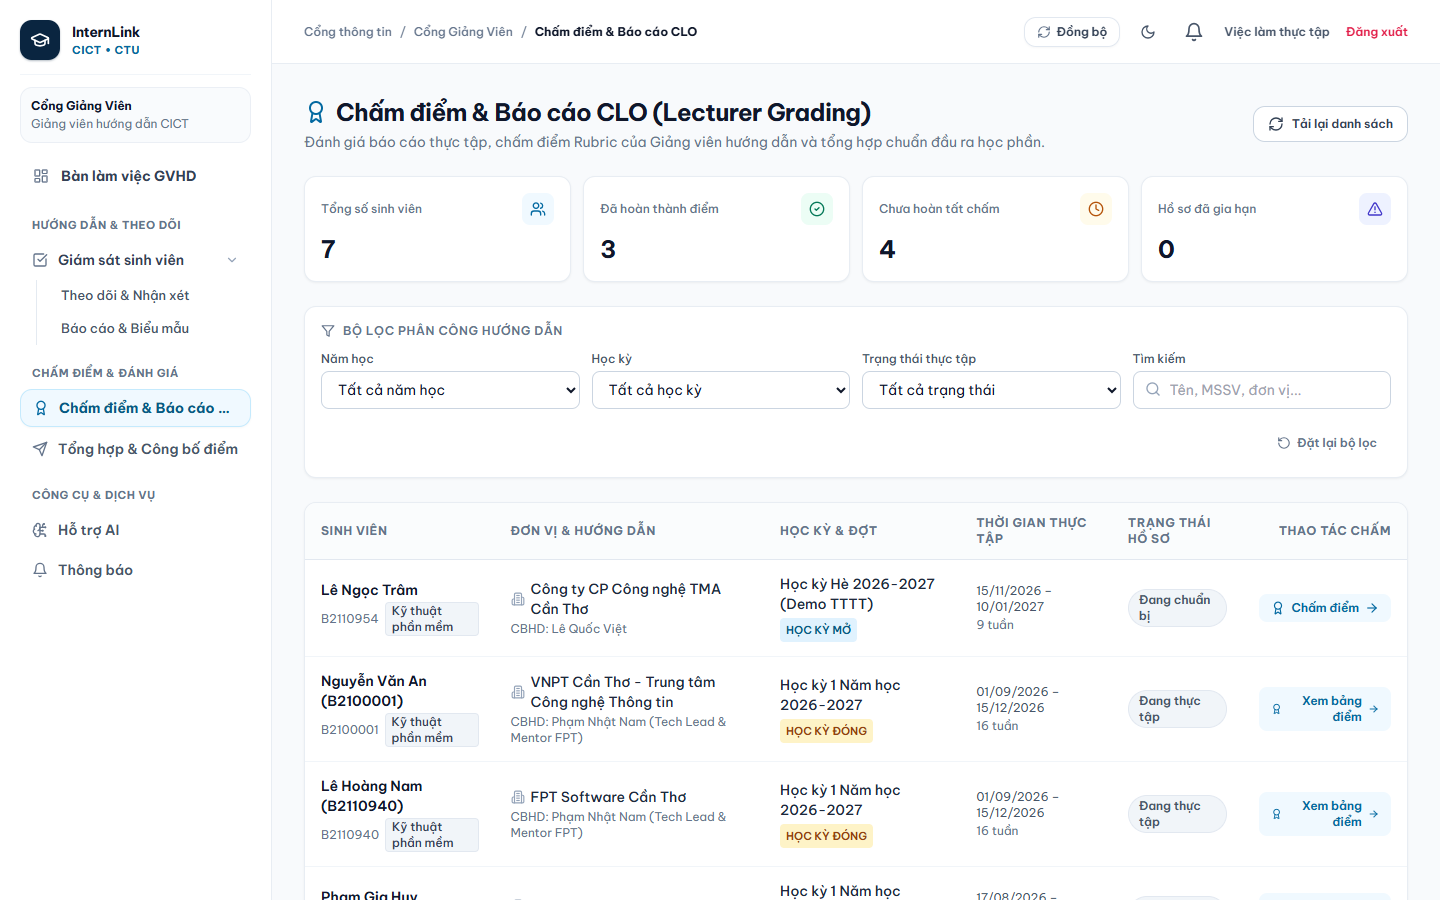 InternLink
CICT • CTU
Cổng Giảng Viên
Giảng viên hướng dẫn CICT
Bàn làm việc GVHD
HƯỚNG DẪN & THEO DÕI
Giám sát sinh viên
Theo dõi & Nhận xét
Báo cáo & Biểu mẫu
CHẤM ĐIỂM & ĐÁNH GIÁ
Chấm điểm & Báo cáo ...
Tổng hợp & Công bố điểm
CÔNG CỤ & DỊCH VỤ
Hỗ trợ AI
Thông báo
Cổng thông tin / Cổng Giảng Viên / Chấm điểm & Báo cáo CLO
Đồng bộ
Việc làm thực tập
Đăng xuất
Chấm điểm & Báo cáo CLO (Lecturer Grading)
Đánh giá báo cáo thực tập, chấm điểm Rubric của Giảng viên hướng dẫn và tổng hợp chuẩn đầu ra học phần.
Tải lại danh sách
Tổng số sinh viên
7
Đã hoàn thành điểm
3
Chưa hoàn tất chấm
4
Hồ sơ đã gia hạn
0
BỘ LỌC PHÂN CÔNG HƯỚNG DẪN
Năm học
Tất cả năm học
Học kỳ
Tất cả học kỳ
Trạng thái thực tập
Tất cả trạng thái
Tìm kiếm
Tên, MSSV, đơn vị...
Đặt lại bộ lọc
SINH VIÊN
ĐƠN VỊ & HƯỚNG DẪN
HỌC KỲ & ĐỢT
THỜI GIAN THỰC
TẬP
TRẠNG THÁI
HỒ SƠ
THAO TÁC CHẤM
Lê Ngọc Trâm
B2110954
Kỹ thuật
phần mềm
Công ty CP Công nghệ TMA
Cần Thơ
CBHD: Lê Quốc Việt
Học kỳ Hè 2026-2027
(Demo TTTT)
HỌC KỲ MỞ
15/11/2026 –
10/01/2027
9 tuần
Đang chuẩn
bị
Chấm điểm
Nguyễn Văn An
(B2100001)
B2100001
Kỹ thuật
phần mềm
VNPT Cần Thơ - Trung tâm
Công nghệ Thông tin
CBHD: Phạm Nhật Nam (Tech Lead &
Mentor FPT)
Học kỳ 1 Năm học
2026-2027
HỌC KỲ ĐÓNG
01/09/2026 –
15/12/2026
16 tuần
Đang thực
tập
Xem bảng
điểm
Lê Hoàng Nam
(B2110940)
B2110940
Kỹ thuật
phần mềm
FPT Software Cần Thơ
CBHD: Phạm Nhật Nam (Tech Lead &
Mentor FPT)
Học kỳ 1 Năm học
2026-2027
HỌC KỲ ĐÓNG
01/09/2026 –
15/12/2026
16 tuần
Đang thực
tập
Xem bảng
điểm
Phạm Gia Huy
Học kỳ 1 Năm học
17/08/2026 –